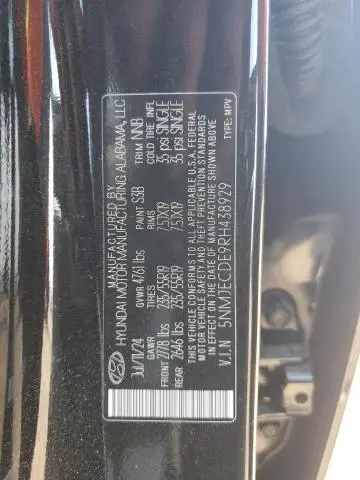 MANUFACTURED BY
HYUNDAI MOTOR MANUFACTURING ALABAMA, LLC
Jul/11/24 GVWR 4761 lbs PAINT S3B TRIM NNB
GAWR TIRES RIMS COLD TIRE INFL
FRONT 2778 lbs 235/55R19 7.5JX19 35 psi SINGLE
REAR 2646 lbs 235/55R19 7.5JX19 35 psi SINGLE
THIS VEHICLE CONFORMS TO ALL APPLICABLE U.S.A. FEDERAL
MOTOR VEHICLE SAFETY, AND THEFT PREVENTION STANDARDS
IN EFFECT ON THE DATE OF MANUFACTURE SHOWN ABOVE.
V.I.N 5NMJECDE9RH438929 TYPE: MPV